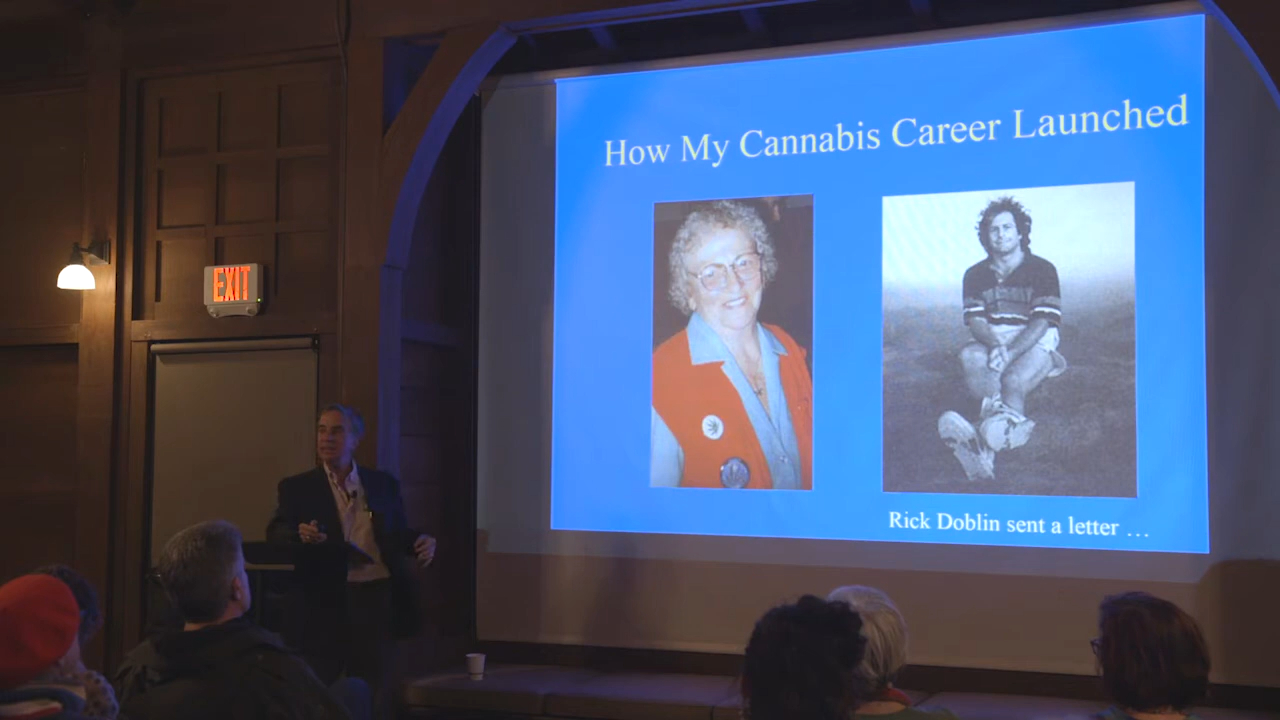 How My Cannabis Career Launched
EXIT
Rick Doblin sent a letter ...